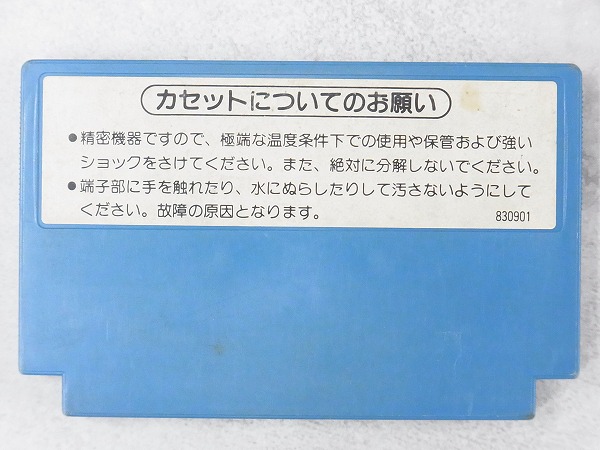 カセットについてのお願い
●精密機器ですので、極端な温度条件下での使用や保管および強い
ショックをさけてください。また、絶対に分解しないでください。
●端子部に手を触れたり、水にぬらしたりして汚さないようにして
ください。故障の原因となります。
830901